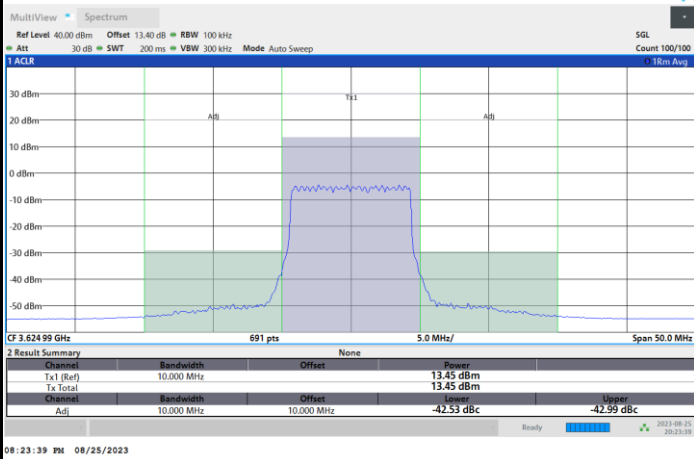 MultiView Spectrum
Ref Level 40.00 dBm Offset 13.40 dB RBW 100 kHz SGL
Att 30 dB SWT 200 ms VBW 300 kHz Mode Auto Sweep Count 100/100
1 ACLR 1Rm Avg
30 dBm
Tx1
20 dBm
Adj Adj
10 dBm
0 dBm
-10 dBm
-20 dBm
-30 dBm
-40 dBm
-50 dBm
CF 3.62499 GHz 691 pts 5.0 MHz/ Span 50.0 MHz
2 Result Summary None
Channel Bandwidth Offset Power
Tx1 (Ref) 10.000 MHz 13.45 dBm
Tx Total 13.45 dBm
Channel Bandwidth Offset Lower Upper
Adj 10.000 MHz 10.000 MHz -42.53 dBc -42.99 dBc
Ready 2023-08-25
20:23:39
08:23:39 PM 08/25/2023